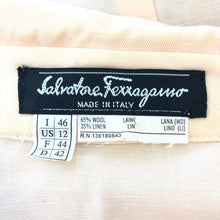 Salvatore Ferragamo
MADE IN ITALY
I 46
US 12
F 44
D 42
65% WOOL LAINE LANA (WO)
35% LINEN LIN LINO (LI)
R.N 136160643